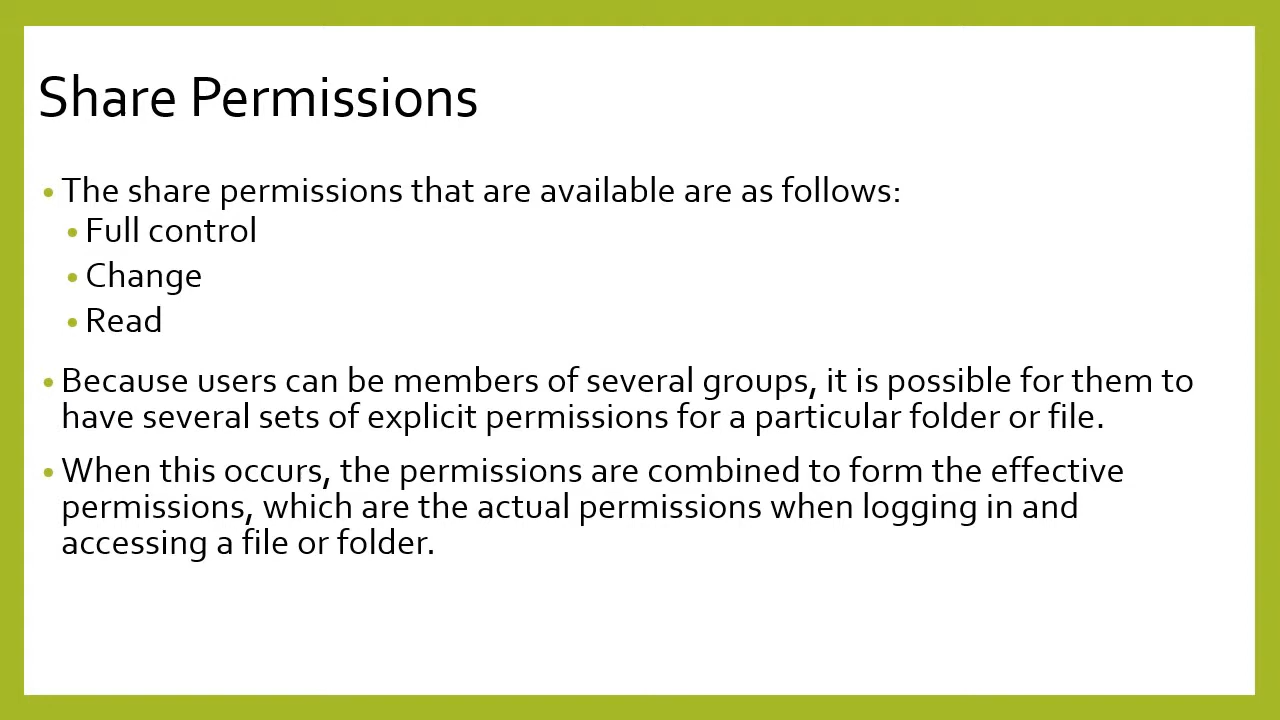 Share Permissions
• The share permissions that are available are as follows:
• Full control
• Change
• Read
• Because users can be members of several groups, it is possible for them to
have several sets of explicit permissions for a particular folder or file.
• When this occurs, the permissions are combined to form the effective
permissions, which are the actual permissions when logging in and
accessing a file or folder.